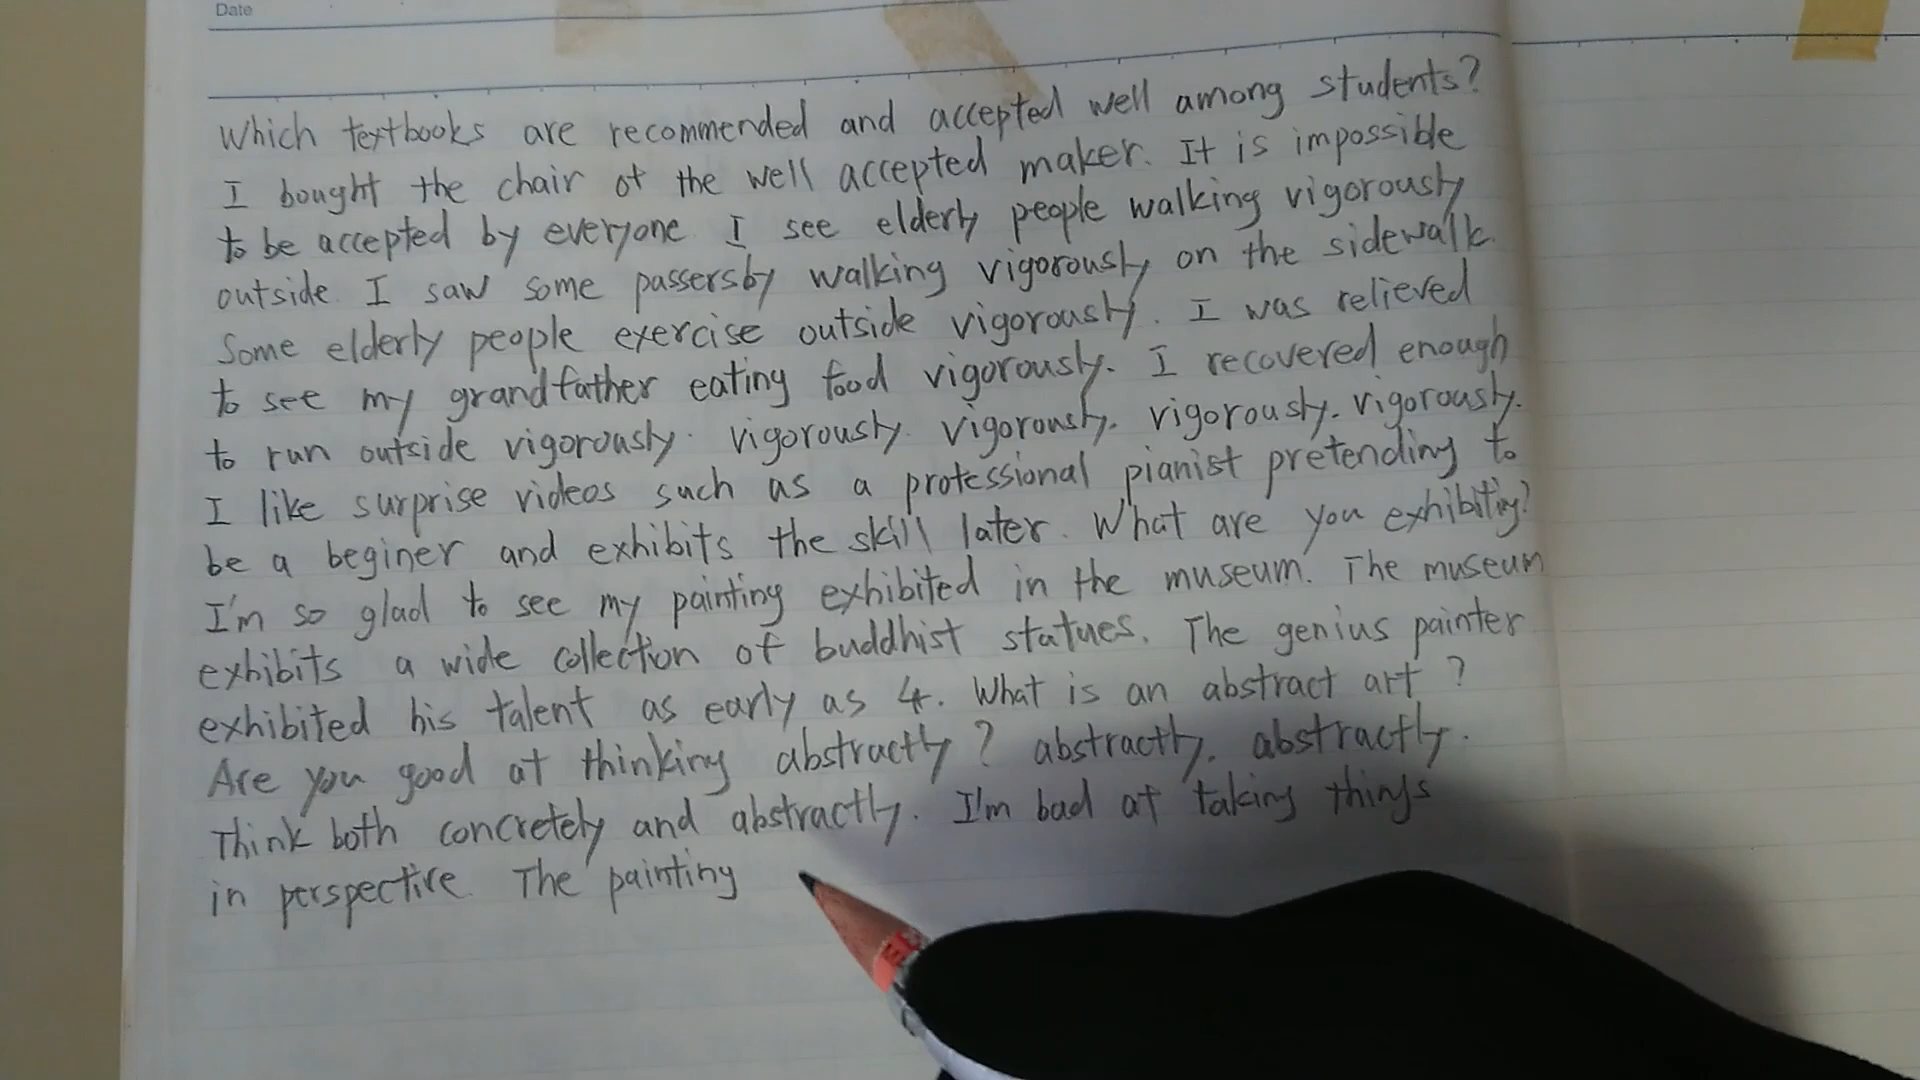 Date
Which textbooks are recommended and accepted well among students?
I bought the chair of the well accepted maker. It is impossible
to be accepted by everyone I see elderly people walking vigorously
outside. I saw some passersby walking vigorously on the sidewalk.
Some elderly people exercise outside vigorously. I was relieved
to see my grandfather eating food vigorously. I recovered enough
to run outside vigorously. vigorously. vigorously. vigorously. vigorously.
I like surprise videos such as a professional pianist pretending to
be a beginer and exhibits the skill later. What are you exhibiting?
I'm so glad to see my painting exhibited in the museum. The museum
exhibits a wide collection of buddhist statues. The genius painter
exhibited his talent as early as 4. What is an abstract art?
Are you good at thinking abstractly? abstractly. abstractly.
Think both concretely and abstractly. I'm bad at taking things
in perspective. The painting